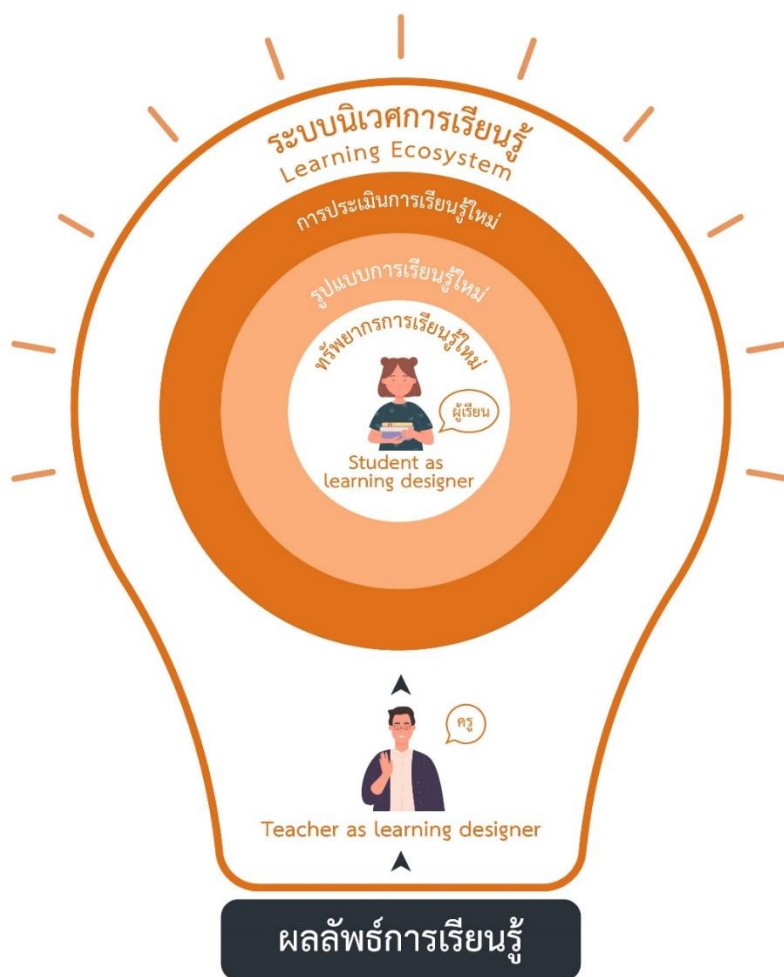 ระบบนิเวศการเรียนรู้
Learning Ecosystem
การประเมินการเรียนรู้ใหม่
รูปแบบการเรียนรู้ใหม่
ทรัพยากรการเรียนรู้ใหม่
ผู้เรียน
Student as
learning designer
ครู
Teacher as learning designer
ผลลัพธ์การเรียนรู้